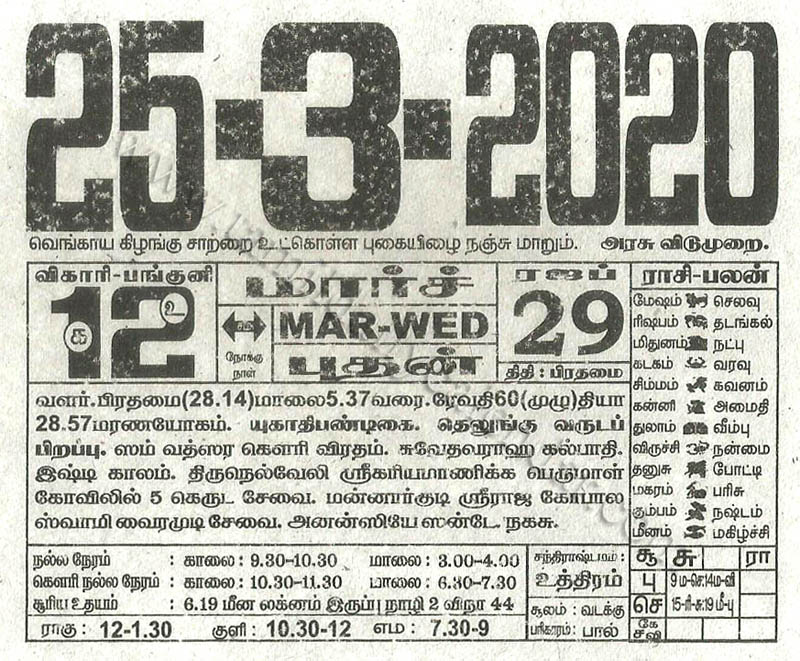 25-3-2020
வெங்காய கிழங்கு சாற்றை உட்கொள்ள புகையிழை நஞ்சு மாறும். அரசு விடுமுறை.
விகாரி-பங்குனி
12
க
உ
நோக்கு
நாள்
மார்ச்
MAR-WED
புதன்
ரஜப்
29
திதி : பிரதமை
வளர்.பிரதமை(28.14)மாலை5.37வரை.ரேவதி60(முழு)தியா
28.57மரணயோகம். யுகாதிபண்டிகை. தெலுங்கு வருடப்
பிறப்பு. ஸம் வத்ஸர கௌரி விரதம். சுவேதவராஹ கல்பாதி.
இஷ்டி காலம். திருநெல்வேலி ஸ்ரீகரியமாணிக்க பெருமாள்
கோவிலில் 5 கெருட சேவை. மன்னார்குடி ஸ்ரீராஜ கோபால
ஸ்வாமி வைரமுடி சேவை. அனன்ஸியே ஸன்டே. நகசு.
ராசி-பலன்
மேஷம் செலவு
ரிஷபம் தடங்கல்
மிதுனம் நட்பு
கடகம் வரவு
சிம்மம் கவனம்
கன்னி அமைதி
துலாம் வீம்பு
விருச்சி நன்மை
தனுசு போட்டி
மகரம் பரிசு
கும்பம் நஷ்டம்
மீனம் மகிழ்ச்சி
நல்ல நேரம் : காலை: 9.30-10.30 மாலை: 3.00-4.00
கௌரி நல்ல நேரம் : காலை: 10.30-11.30 மாலை: 6.30-7.30
சூரிய உதயம் : 6.19 மீன லக்னம் இருப்பு நாழி 2 விநா 44
ராகு: 12-1.30 குளி: 10.30-12 எம: 7.30-9
சந்திராஷ்டமம் :
உத்திரம்
சூலம் : வடக்கு
பரிகாரம்: பால்
சூ சு ரா
பு 9 ம-செ:14ம-வி
செ 15-ரி-சு:19 மீ-பு
கே
சவி